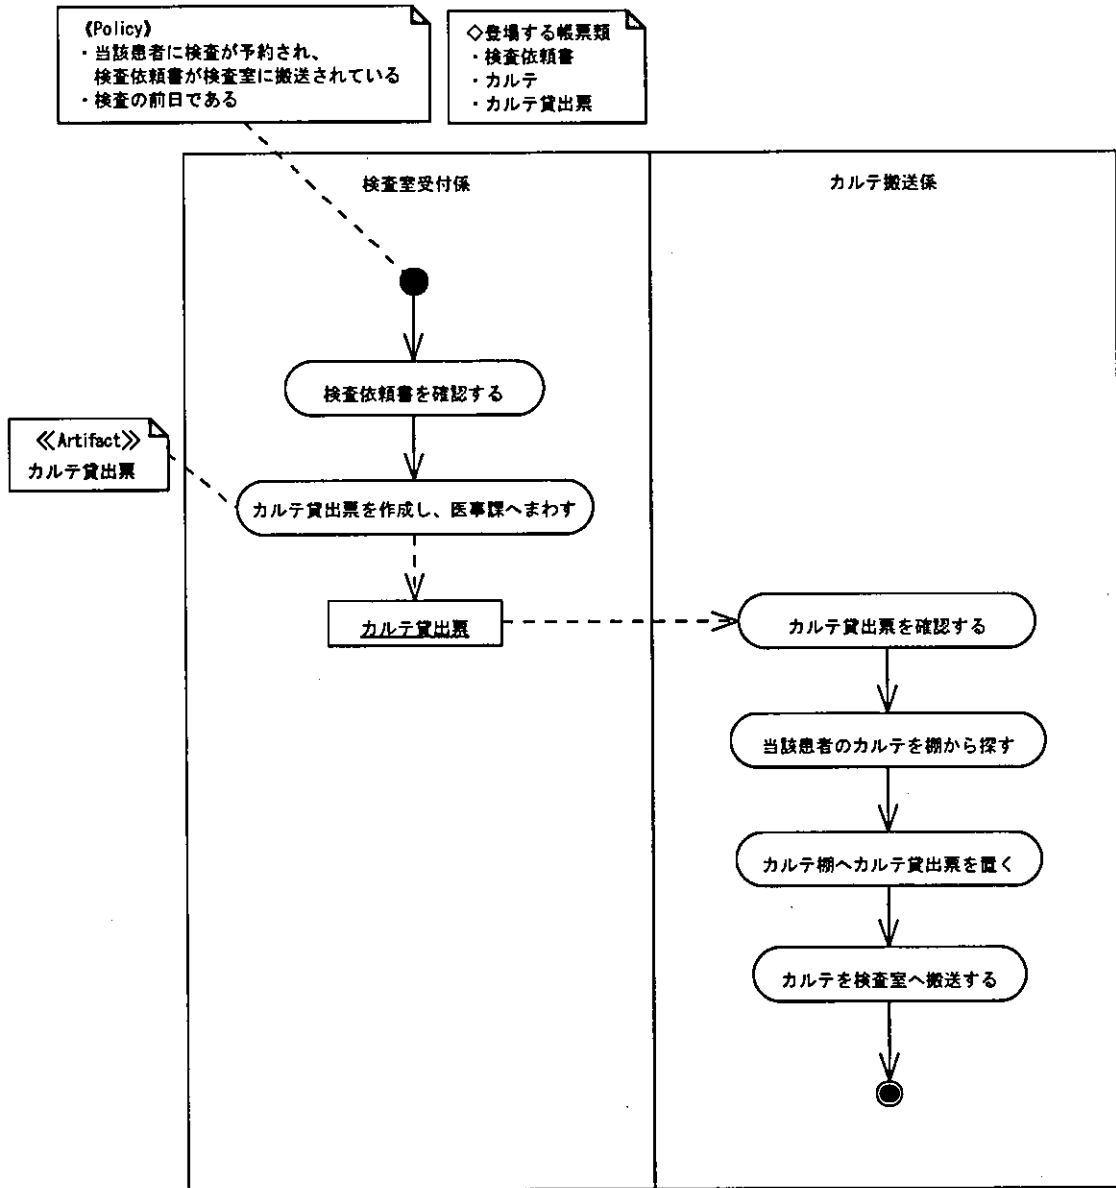 《Policy》
・当該患者に検査が予約され、
検査依頼書が検査室に搬送されている
・検査の前日である
◇登場する帳票類
・検査依頼書
・カルテ
・カルテ貸出票
検査室受付係
カルテ搬送係
検査依頼書を確認する
≪Artifact≫
カルテ貸出票
カルテ貸出票を作成し、医事課へまわす
カルテ貸出票
カルテ貸出票を確認する
当該患者のカルテを棚から探す
カルテ棚へカルテ貸出票を置く
カルテを検査室へ搬送する